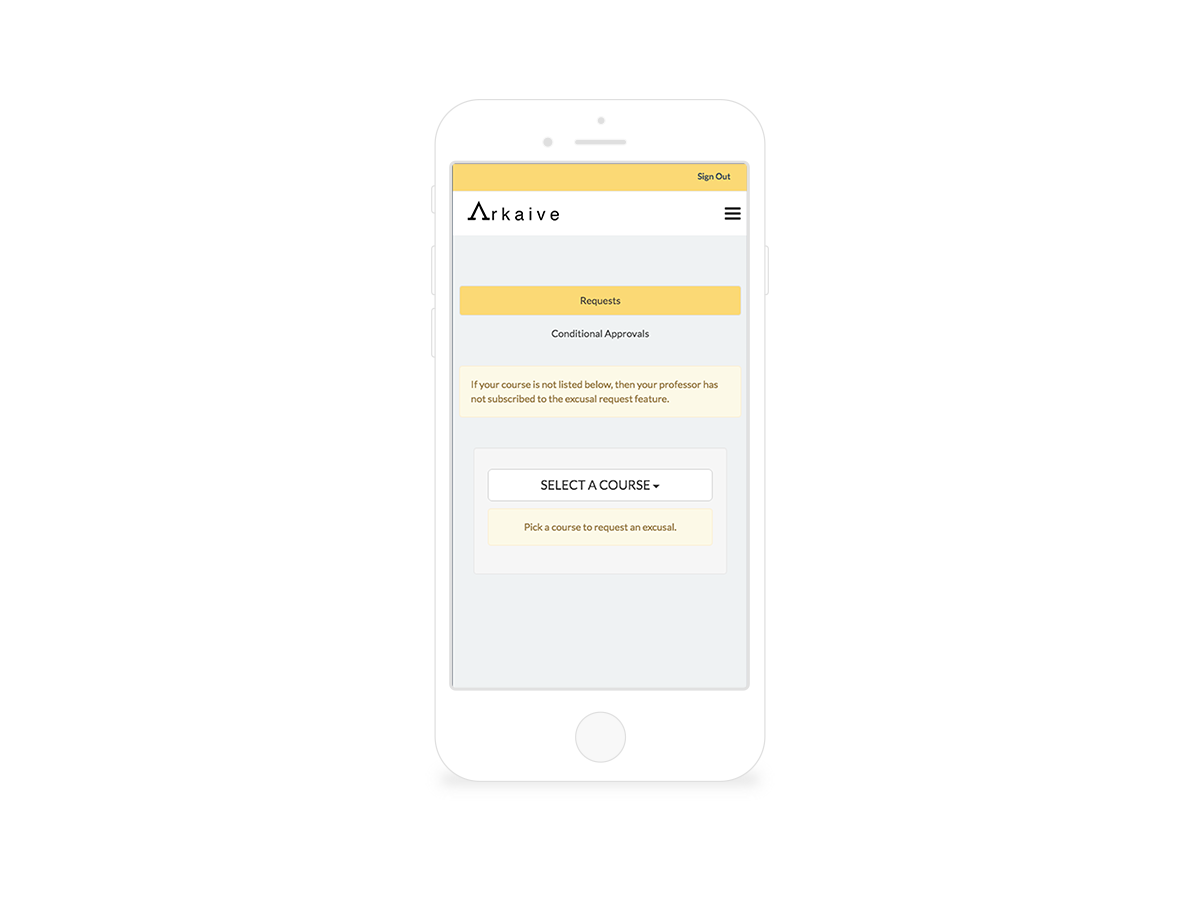 Sign Out
Arkaive
Requests
Conditional Approvals
If your course is not listed below, then your professor has
not subscribed to the excusal request feature.
SELECT A COURSE
Pick a course to request an excusal.